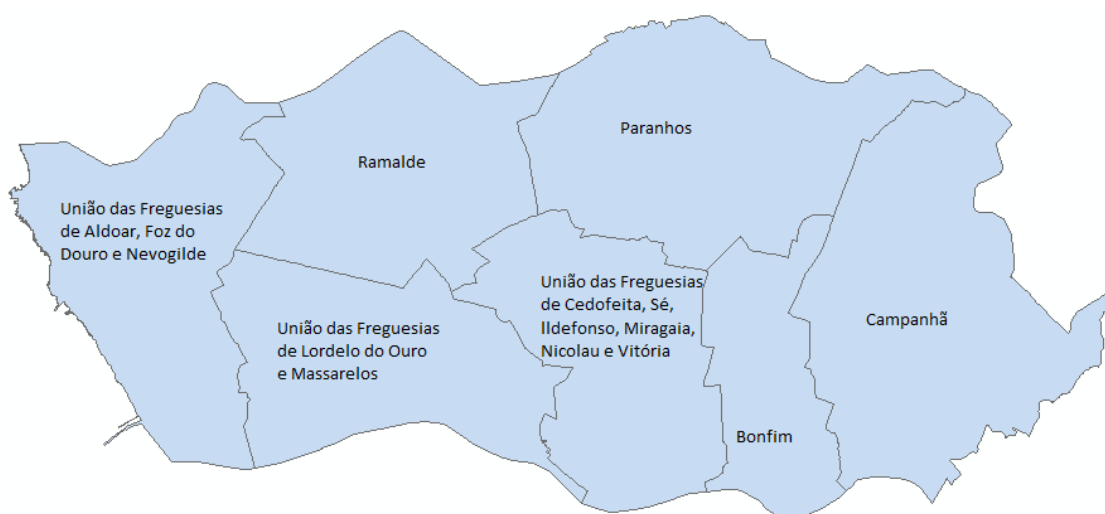 Paranhos
Ramalde
União das Freguesias
de Aldoar, Foz do
Douro e Nevogilde
União das Freguesias
de Cedofeita, Sé,
Ildefonso, Miragaia,
Nicolau e Vitória
Campanhã
União das Freguesias
de Lordelo do Ouro
e Massarelos
Bonfim